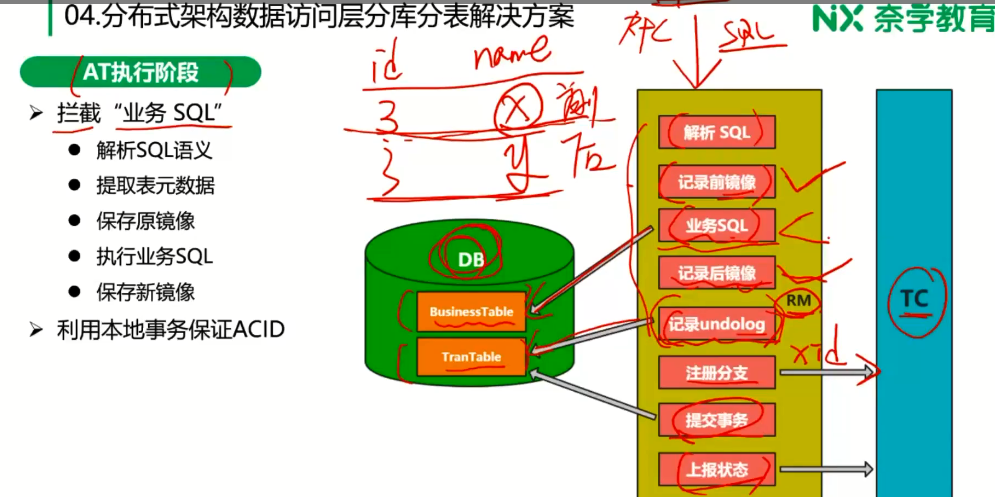 04.分布式架构数据访问层分库分表解决方案
NX 奈学教育
AT执行阶段
拦截“业务 SQL”
解析SQL语义
提取表元数据
保存原镜像
执行业务SQL
保存新镜像
利用本地事务保证ACID
id name
3 x 前
3 y 后
DB
BusinessTable
TranTable
RPC SQL
解析 SQL
记录前镜像
业务SQL
记录后镜像
RM
记录undolog
注册分支
xid
提交事务
上报状态
TC